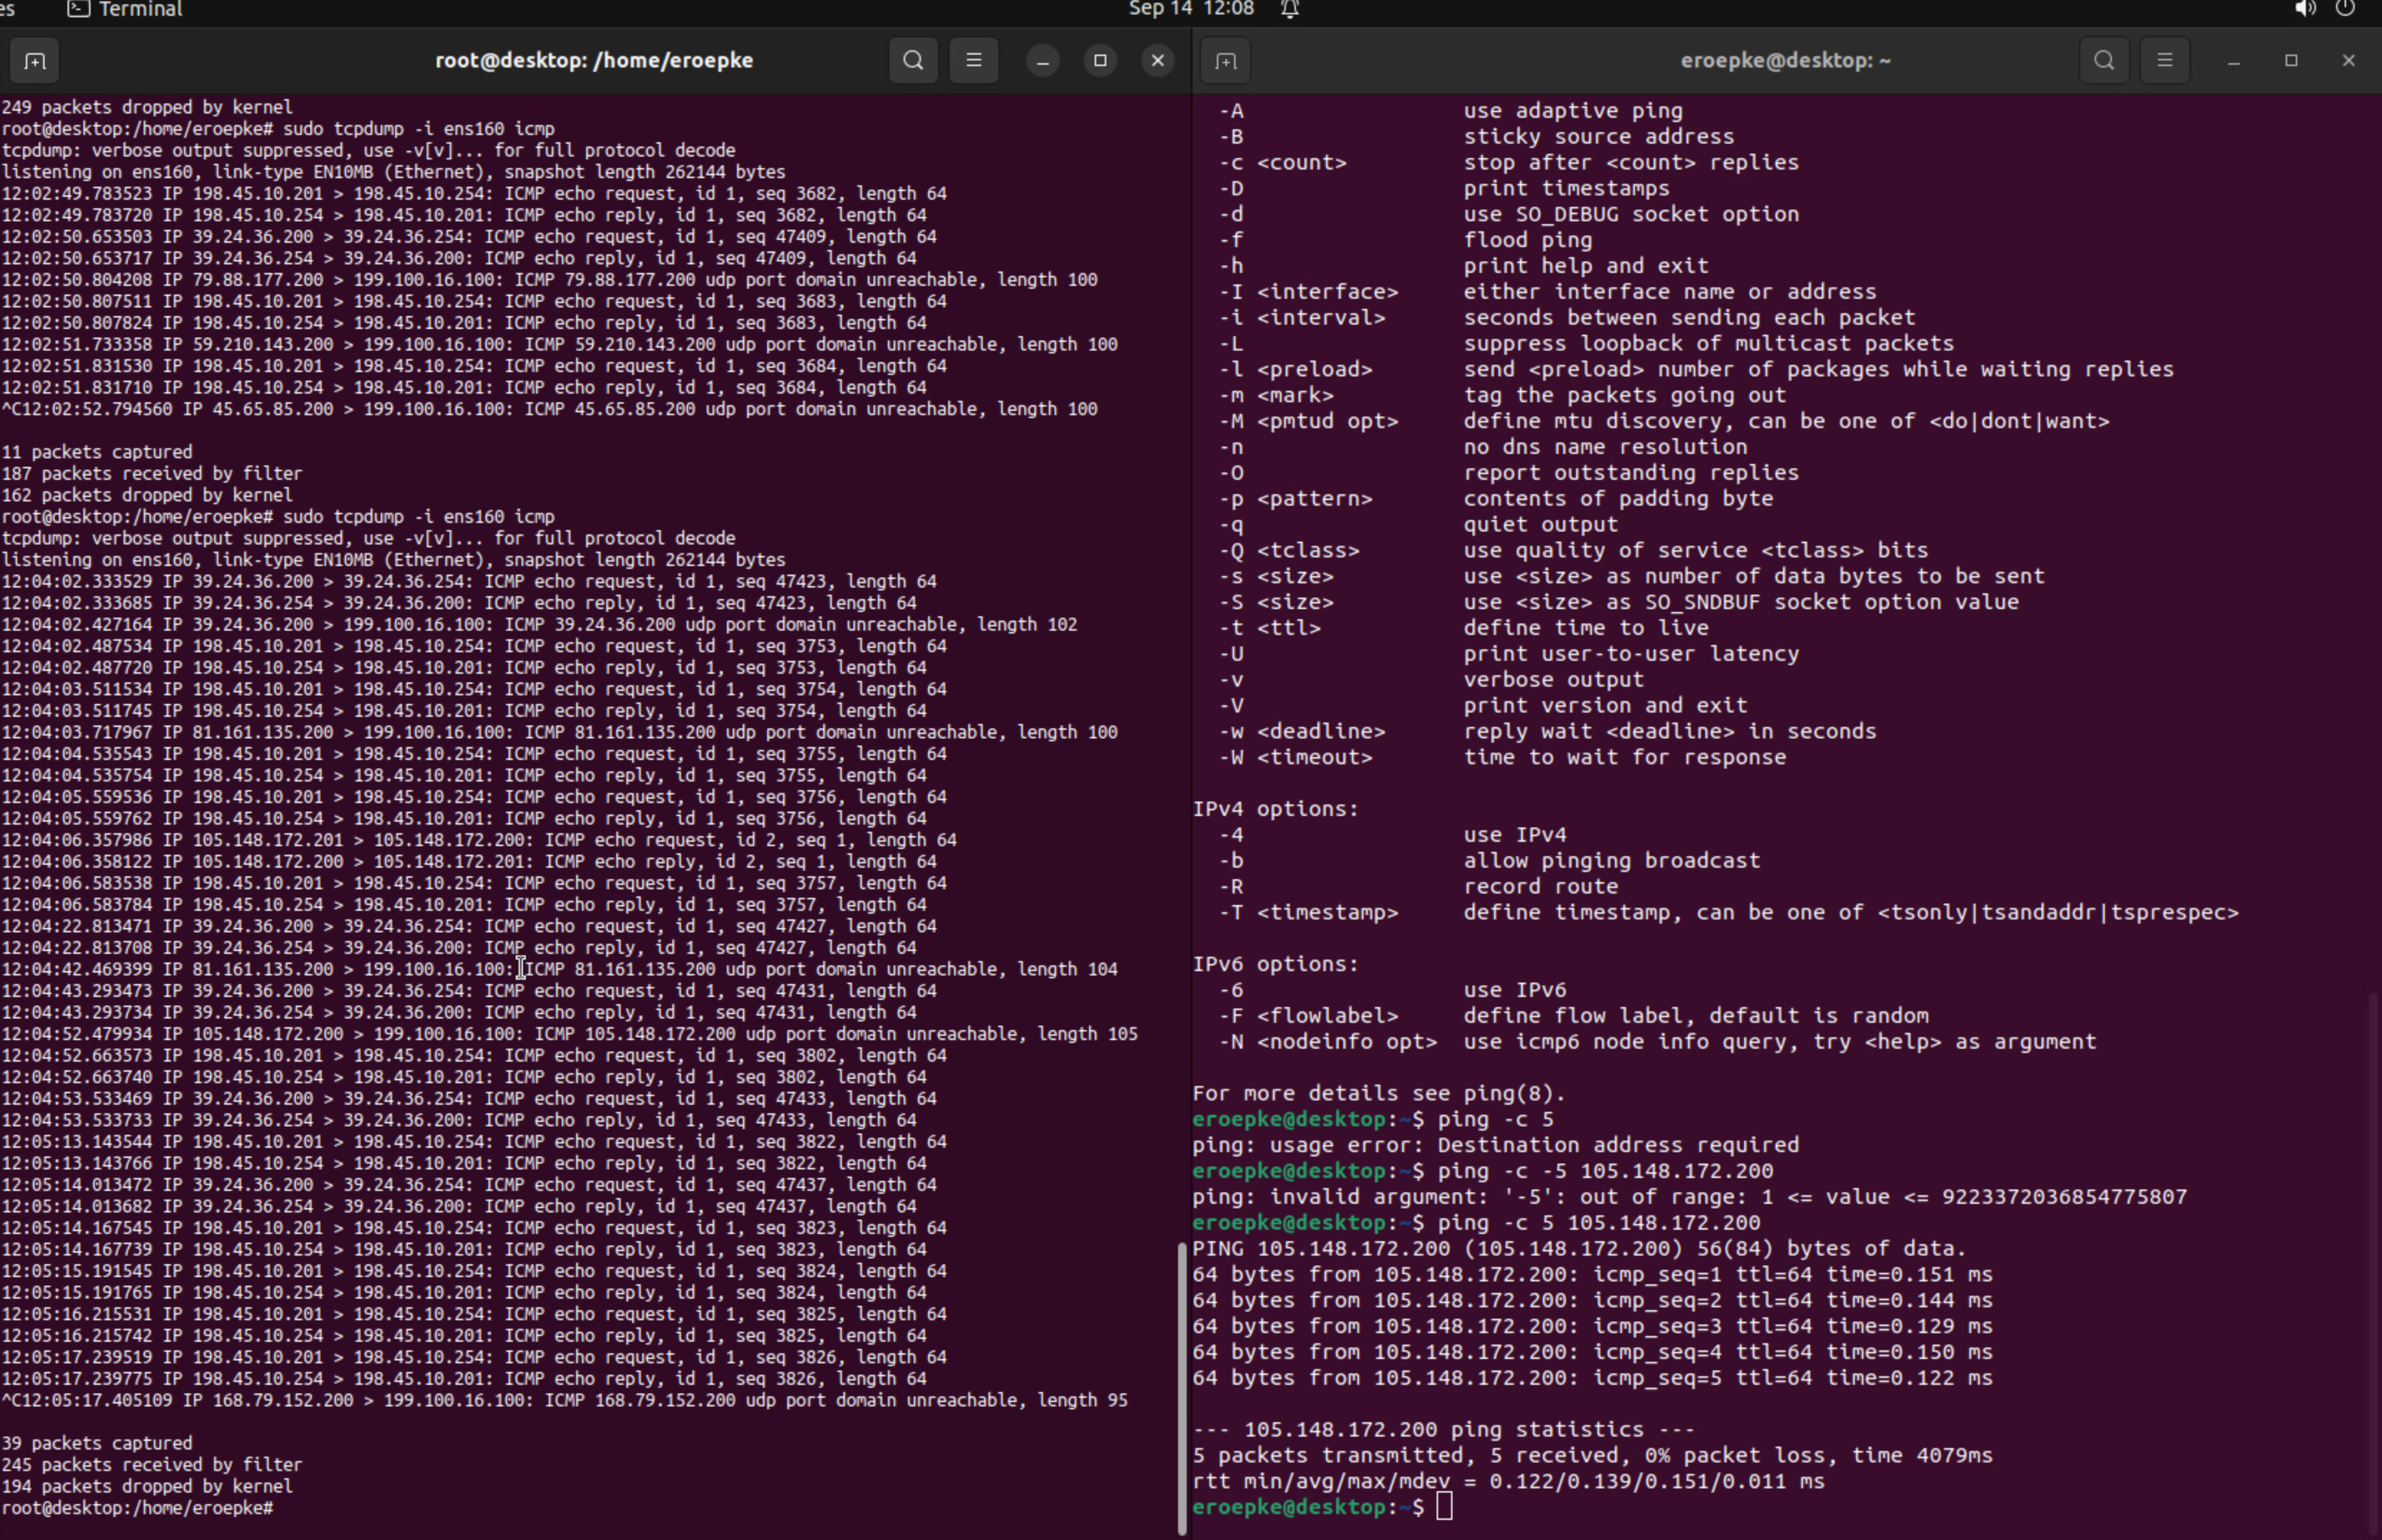 es Terminal Sep 14 12:08
root@desktop: /home/eroepke
249 packets dropped by kernel
root@desktop:/home/eroepke# sudo tcpdump -i ens160 icmp
tcpdump: verbose output suppressed, use -v[v]... for full protocol decode
listening on ens160, link-type EN10MB (Ethernet), snapshot length 262144 bytes
12:02:49.783523 IP 198.45.10.201 > 198.45.10.254: ICMP echo request, id 1, seq 3682, length 64
12:02:49.783720 IP 198.45.10.254 > 198.45.10.201: ICMP echo reply, id 1, seq 3682, length 64
12:02:50.653503 IP 39.24.36.200 > 39.24.36.254: ICMP echo request, id 1, seq 47409, length 64
12:02:50.653717 IP 39.24.36.254 > 39.24.36.200: ICMP echo reply, id 1, seq 47409, length 64
12:02:50.804208 IP 79.88.177.200 > 199.100.16.100: ICMP 79.88.177.200 udp port domain unreachable, length 100
12:02:50.807511 IP 198.45.10.201 > 198.45.10.254: ICMP echo request, id 1, seq 3683, length 64
12:02:50.807824 IP 198.45.10.254 > 198.45.10.201: ICMP echo reply, id 1, seq 3683, length 64
12:02:51.733358 IP 59.210.143.200 > 199.100.16.100: ICMP 59.210.143.200 udp port domain unreachable, length 100
12:02:51.831530 IP 198.45.10.201 > 198.45.10.254: ICMP echo request, id 1, seq 3684, length 64
12:02:51.831710 IP 198.45.10.254 > 198.45.10.201: ICMP echo reply, id 1, seq 3684, length 64
^C12:02:52.794560 IP 45.65.85.200 > 199.100.16.100: ICMP 45.65.85.200 udp port domain unreachable, length 100
11 packets captured
187 packets received by filter
162 packets dropped by kernel
root@desktop:/home/eroepke# sudo tcpdump -i ens160 icmp
tcpdump: verbose output suppressed, use -v[v]... for full protocol decode
listening on ens160, link-type EN10MB (Ethernet), snapshot length 262144 bytes
12:04:02.333529 IP 39.24.36.200 > 39.24.36.254: ICMP echo request, id 1, seq 47423, length 64
12:04:02.333685 IP 39.24.36.254 > 39.24.36.200: ICMP echo reply, id 1, seq 47423, length 64
12:04:02.427164 IP 39.24.36.200 > 199.100.16.100: ICMP 39.24.36.200 udp port domain unreachable, length 102
12:04:02.487534 IP 198.45.10.201 > 198.45.10.254: ICMP echo request, id 1, seq 3753, length 64
12:04:02.487720 IP 198.45.10.254 > 198.45.10.201: ICMP echo reply, id 1, seq 3753, length 64
12:04:03.511534 IP 198.45.10.201 > 198.45.10.254: ICMP echo request, id 1, seq 3754, length 64
12:04:03.511745 IP 198.45.10.254 > 198.45.10.201: ICMP echo reply, id 1, seq 3754, length 64
12:04:03.717967 IP 81.161.135.200 > 199.100.16.100: ICMP 81.161.135.200 udp port domain unreachable, length 100
12:04:04.535543 IP 198.45.10.201 > 198.45.10.254: ICMP echo request, id 1, seq 3755, length 64
12:04:04.535754 IP 198.45.10.254 > 198.45.10.201: ICMP echo reply, id 1, seq 3755, length 64
12:04:05.559536 IP 198.45.10.201 > 198.45.10.254: ICMP echo request, id 1, seq 3756, length 64
12:04:05.559762 IP 198.45.10.254 > 198.45.10.201: ICMP echo reply, id 1, seq 3756, length 64
12:04:06.357986 IP 105.148.172.201 > 105.148.172.200: ICMP echo request, id 2, seq 1, length 64
12:04:06.358122 IP 105.148.172.200 > 105.148.172.201: ICMP echo reply, id 2, seq 1, length 64
12:04:06.583538 IP 198.45.10.201 > 198.45.10.254: ICMP echo request, id 1, seq 3757, length 64
12:04:06.583784 IP 198.45.10.254 > 198.45.10.201: ICMP echo reply, id 1, seq 3757, length 64
12:04:22.813471 IP 39.24.36.200 > 39.24.36.254: ICMP echo request, id 1, seq 47427, length 64
12:04:22.813708 IP 39.24.36.254 > 39.24.36.200: ICMP echo reply, id 1, seq 47427, length 64
12:04:42.469399 IP 81.161.135.200 > 199.100.16.100: ICMP 81.161.135.200 udp port domain unreachable, length 104
12:04:43.293473 IP 39.24.36.200 > 39.24.36.254: ICMP echo request, id 1, seq 47431, length 64
12:04:43.293734 IP 39.24.36.254 > 39.24.36.200: ICMP echo reply, id 1, seq 47431, length 64
12:04:52.479934 IP 105.148.172.200 > 199.100.16.100: ICMP 105.148.172.200 udp port domain unreachable, length 105
12:04:52.663573 IP 198.45.10.201 > 198.45.10.254: ICMP echo request, id 1, seq 3802, length 64
12:04:52.663740 IP 198.45.10.254 > 198.45.10.201: ICMP echo reply, id 1, seq 3802, length 64
12:04:53.533469 IP 39.24.36.200 > 39.24.36.254: ICMP echo request, id 1, seq 47433, length 64
12:04:53.533733 IP 39.24.36.254 > 39.24.36.200: ICMP echo reply, id 1, seq 47433, length 64
12:05:13.143544 IP 198.45.10.201 > 198.45.10.254: ICMP echo request, id 1, seq 3822, length 64
12:05:13.143766 IP 198.45.10.254 > 198.45.10.201: ICMP echo reply, id 1, seq 3822, length 64
12:05:14.013472 IP 39.24.36.200 > 39.24.36.254: ICMP echo request, id 1, seq 47437, length 64
12:05:14.013682 IP 39.24.36.254 > 39.24.36.200: ICMP echo reply, id 1, seq 47437, length 64
12:05:14.167545 IP 198.45.10.201 > 198.45.10.254: ICMP echo request, id 1, seq 3823, length 64
12:05:14.167739 IP 198.45.10.254 > 198.45.10.201: ICMP echo reply, id 1, seq 3823, length 64
12:05:15.191545 IP 198.45.10.201 > 198.45.10.254: ICMP echo request, id 1, seq 3824, length 64
12:05:15.191765 IP 198.45.10.254 > 198.45.10.201: ICMP echo reply, id 1, seq 3824, length 64
12:05:16.215531 IP 198.45.10.201 > 198.45.10.254: ICMP echo request, id 1, seq 3825, length 64
12:05:16.215742 IP 198.45.10.254 > 198.45.10.201: ICMP echo reply, id 1, seq 3825, length 64
12:05:17.239519 IP 198.45.10.201 > 198.45.10.254: ICMP echo request, id 1, seq 3826, length 64
12:05:17.239775 IP 198.45.10.254 > 198.45.10.201: ICMP echo reply, id 1, seq 3826, length 64
^C12:05:17.405109 IP 168.79.152.200 > 199.100.16.100: ICMP 168.79.152.200 udp port domain unreachable, length 95
39 packets captured
245 packets received by filter
194 packets dropped by kernel
root@desktop:/home/eroepke#
eroepke@desktop: ~
-A use adaptive ping
-B sticky source address
-c <count> stop after <count> replies
-D print timestamps
-d use SO_DEBUG socket option
-f flood ping
-h print help and exit
-I <interface> either interface name or address
-i <interval> seconds between sending each packet
-L suppress loopback of multicast packets
-l <preload> send <preload> number of packages while waiting replies
-m <mark> tag the packets going out
-M <pmtud opt> define mtu discovery, can be one of <do|dont|want>
-n no dns name resolution
-O report outstanding replies
-p <pattern> contents of padding byte
-q quiet output
-Q <tclass> use quality of service <tclass> bits
-s <size> use <size> as number of data bytes to be sent
-S <size> use <size> as SO_SNDBUF socket option value
-t <ttl> define time to live
-U print user-to-user latency
-v verbose output
-V print version and exit
-w <deadline> reply wait <deadline> in seconds
-W <timeout> time to wait for response
IPv4 options:
-4 use IPv4
-b allow pinging broadcast
-R record route
-T <timestamp> define timestamp, can be one of <tsonly|tsandaddr|tsprespec>
IPv6 options:
-6 use IPv6
-F <flowlabel> define flow label, default is random
-N <nodeinfo opt> use icmp6 node info query, try <help> as argument
For more details see ping(8).
eroepke@desktop:~$ ping -c 5
ping: usage error: Destination address required
eroepke@desktop:~$ ping -c -5 105.148.172.200
ping: invalid argument: '-5': out of range: 1 <= value <= 9223372036854775807
eroepke@desktop:~$ ping -c 5 105.148.172.200
PING 105.148.172.200 (105.148.172.200) 56(84) bytes of data.
64 bytes from 105.148.172.200: icmp_seq=1 ttl=64 time=0.151 ms
64 bytes from 105.148.172.200: icmp_seq=2 ttl=64 time=0.144 ms
64 bytes from 105.148.172.200: icmp_seq=3 ttl=64 time=0.129 ms
64 bytes from 105.148.172.200: icmp_seq=4 ttl=64 time=0.150 ms
64 bytes from 105.148.172.200: icmp_seq=5 ttl=64 time=0.122 ms
--- 105.148.172.200 ping statistics ---
5 packets transmitted, 5 received, 0% packet loss, time 4079ms
rtt min/avg/max/mdev = 0.122/0.139/0.151/0.011 ms
eroepke@desktop:~$